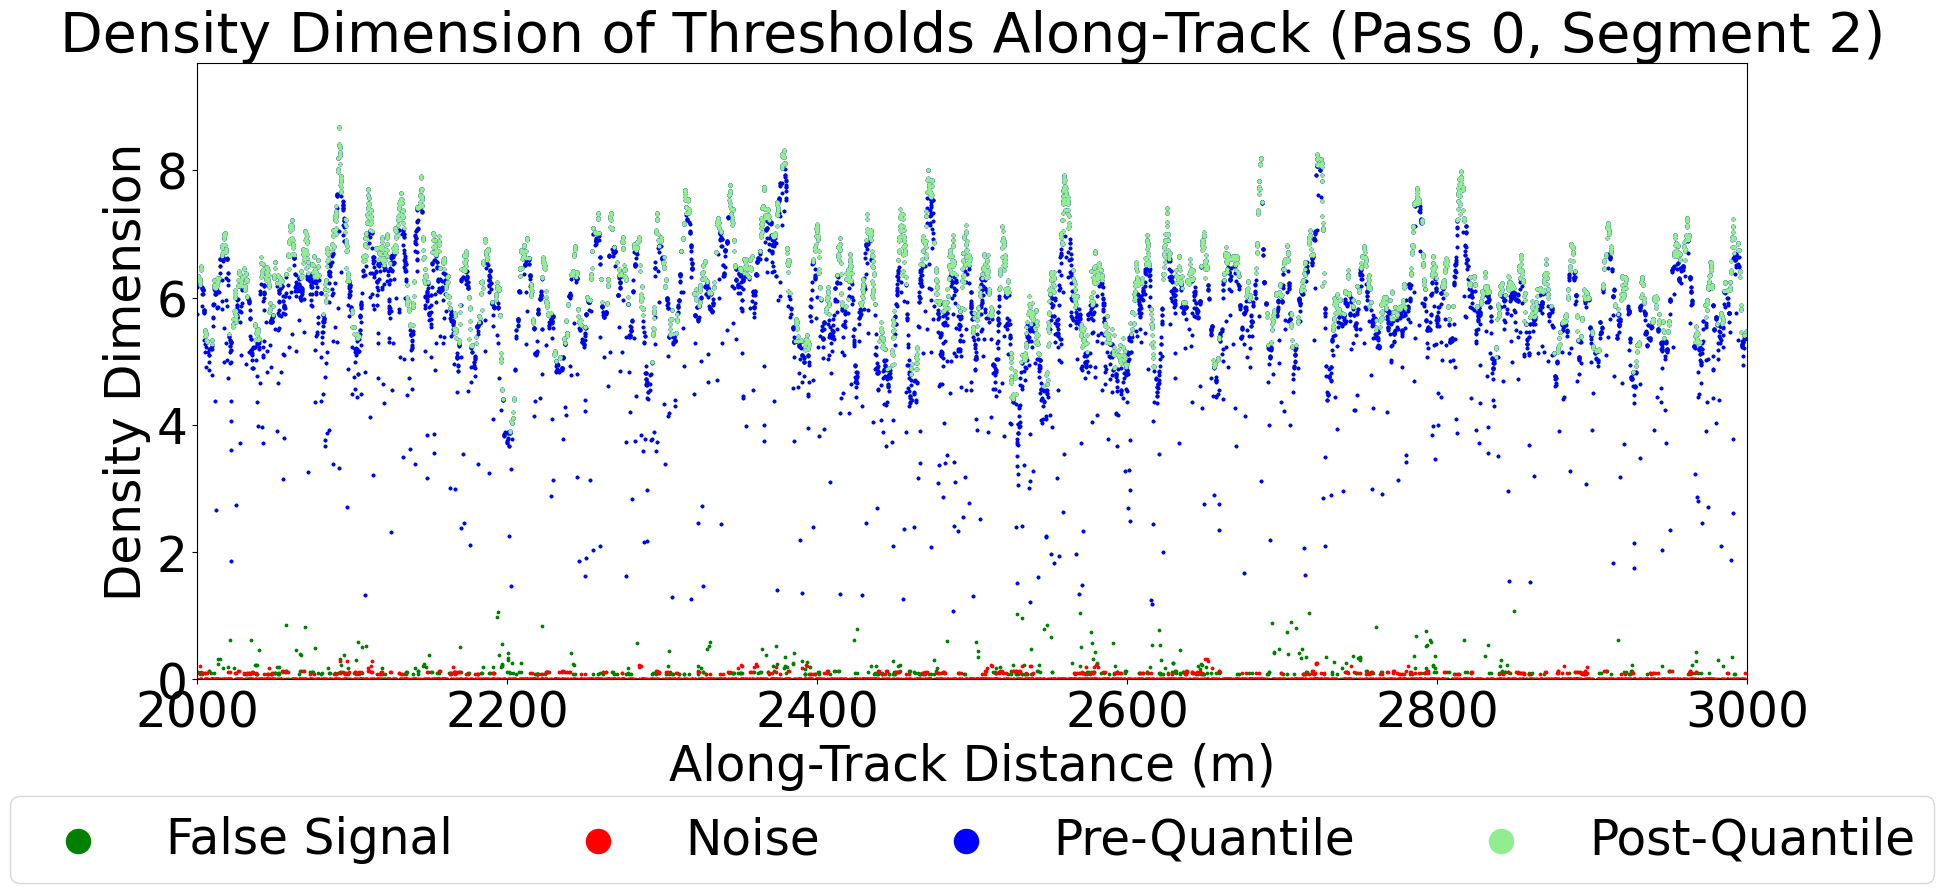 Density Dimension of Thresholds Along-Track (Pass 0, Segment 2)
Density Dimension
8
6
4
2
0
2000 2200 2400 2600 2800 3000
Along-Track Distance (m)
False Signal Noise Pre-Quantile Post-Quantile